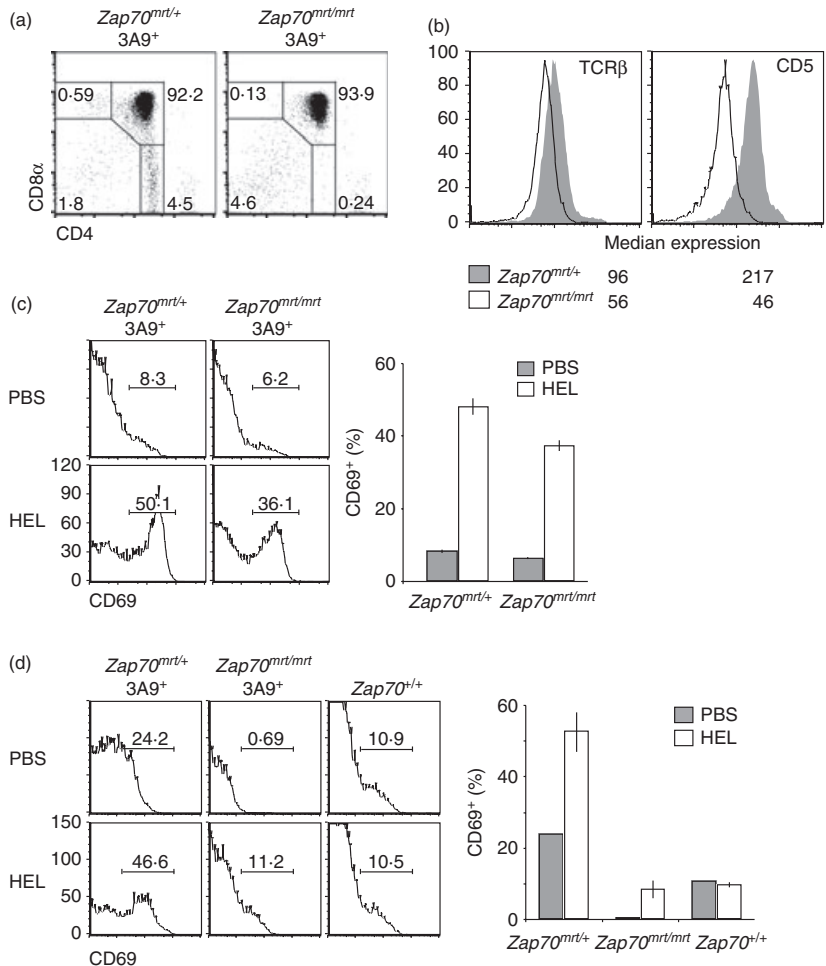 (a)
Zap70mrt/+
3A9+
Zap70mrt/mrt
3A9+
0·59
92·2
1·8
4·5
0·13
93·9
4·6
0·24
CD8α
CD4
(b)
100
80
60
40
20
0
TCRβ
CD5
Median expression
Zap70mrt/+ 96 217
Zap70mrt/mrt 56 46
(c)
Zap70mrt/+
3A9+
Zap70mrt/mrt
3A9+
PBS
8·3
6·2
HEL
120
90
60
30
0
50·1
36·1
CD69
60
40
20
0
CD69+ (%)
PBS
HEL
Zap70mrt/+
Zap70mrt/mrt
(d)
Zap70mrt/+
3A9+
Zap70mrt/mrt
3A9+
Zap70+/+
PBS
24·2
0·69
10·9
HEL
150
100
50
0
46·6
11·2
10·5
CD69
60
40
20
0
CD69+ (%)
PBS
HEL
Zap70mrt/+
Zap70mrt/mrt
Zap70+/+